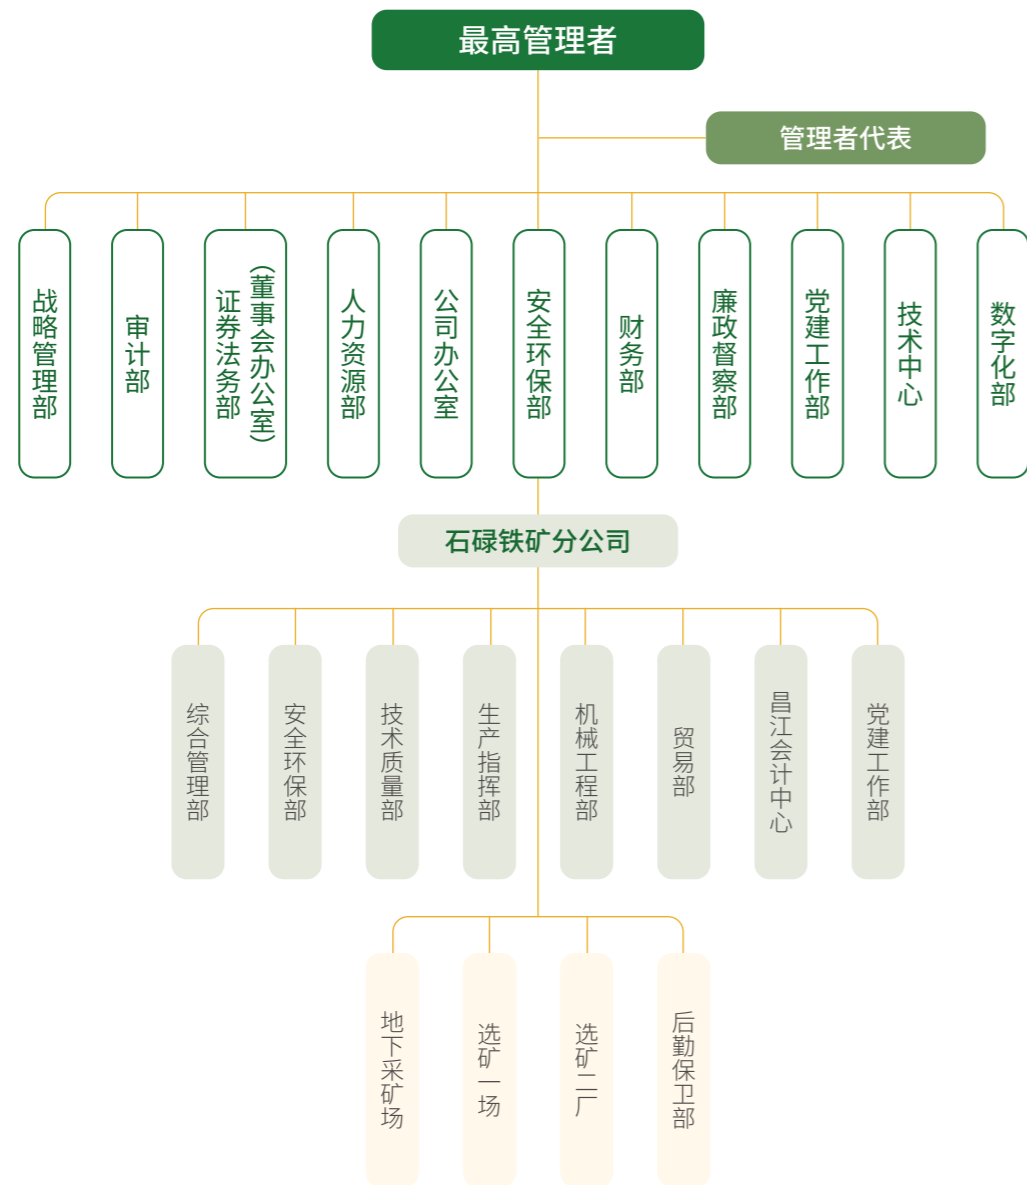 最高管理者
管理者代表
战略管理部
审计部
证券法务部
（董事会办公室）
人力资源部
公司办公室
安全环保部
财务部
廉政督察部
党建工作部
技术中心
数字化部
石碌铁矿分公司
综合管理部
安全环保部
技术质量部
生产指挥部
机械工程部
贸易部
昌江会计中心
党建工作部
地下采矿场
选矿一场
选矿二厂
后勤保卫部